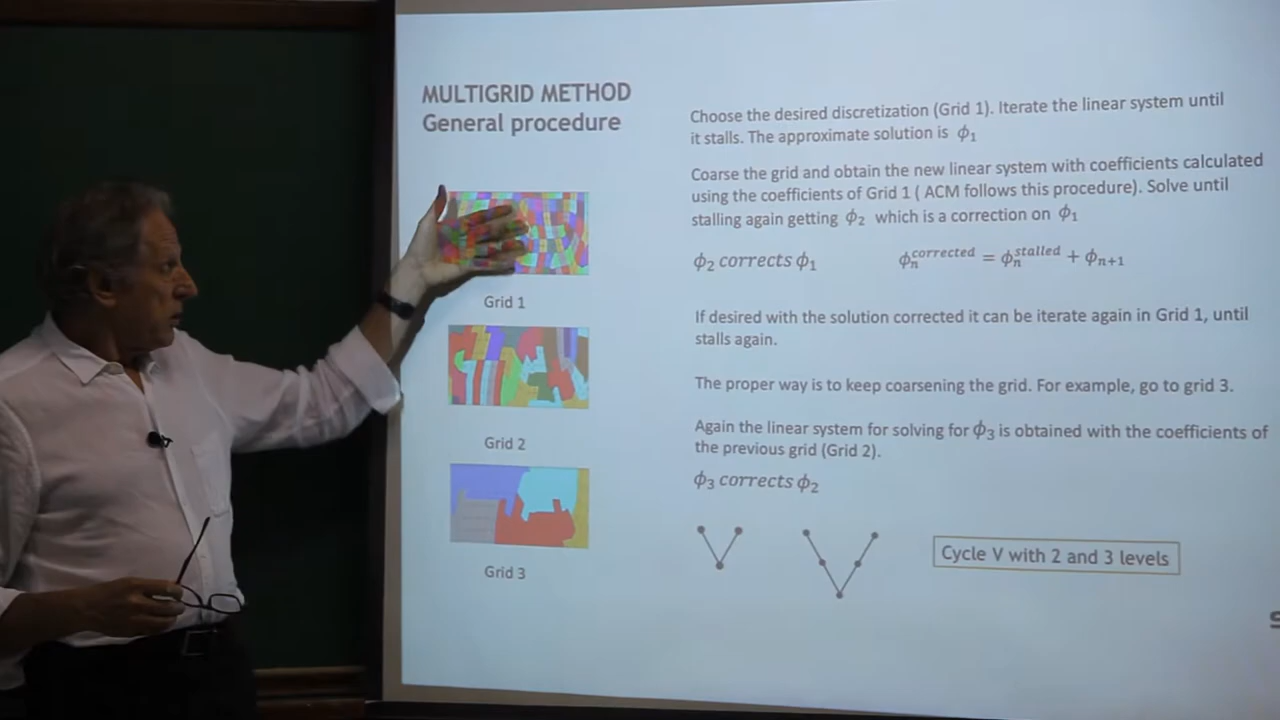 MULTIGRID METHOD
General procedure
Grid 1
Grid 2
Grid 3
Choose the desired discretization (Grid 1). Iterate the linear system until
it stalls. The approximate solution is ϕ₁
Coarse the grid and obtain the new linear system with coefficients calculated
using the coefficients of Grid 1 ( ACM follows this procedure). Solve until
stalling again getting ϕ₂ which is a correction on ϕ₁
ϕ₂ corrects ϕ₁
ϕₙ^corrected = ϕₙ^stalled + ϕₙ₊₁
If desired with the solution corrected it can be iterate again in Grid 1, until
stalls again.
The proper way is to keep coarsening the grid. For example, go to grid 3.
Again the linear system for solving for ϕ₃ is obtained with the coefficients of
the previous grid (Grid 2).
ϕ₃ corrects ϕ₂
Cycle V with 2 and 3 levels